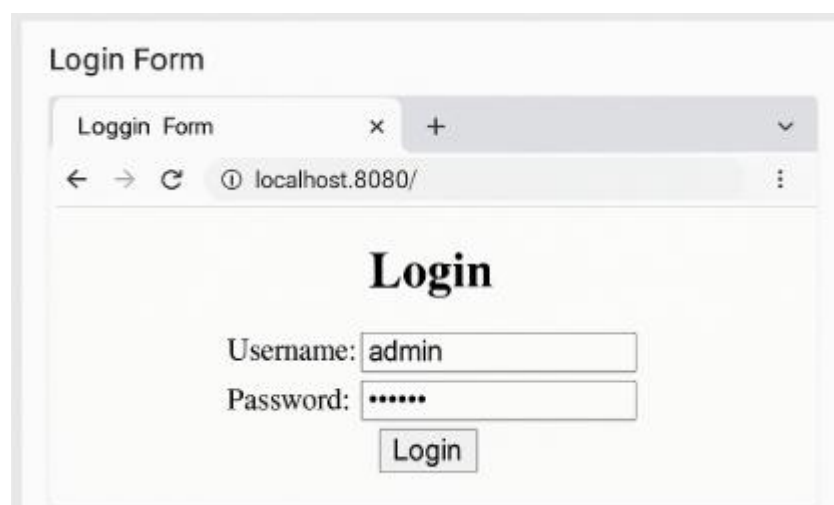 Login Form
Loggin Form
localhost.8080/
Login
Username: admin
Password: ••••••
Login